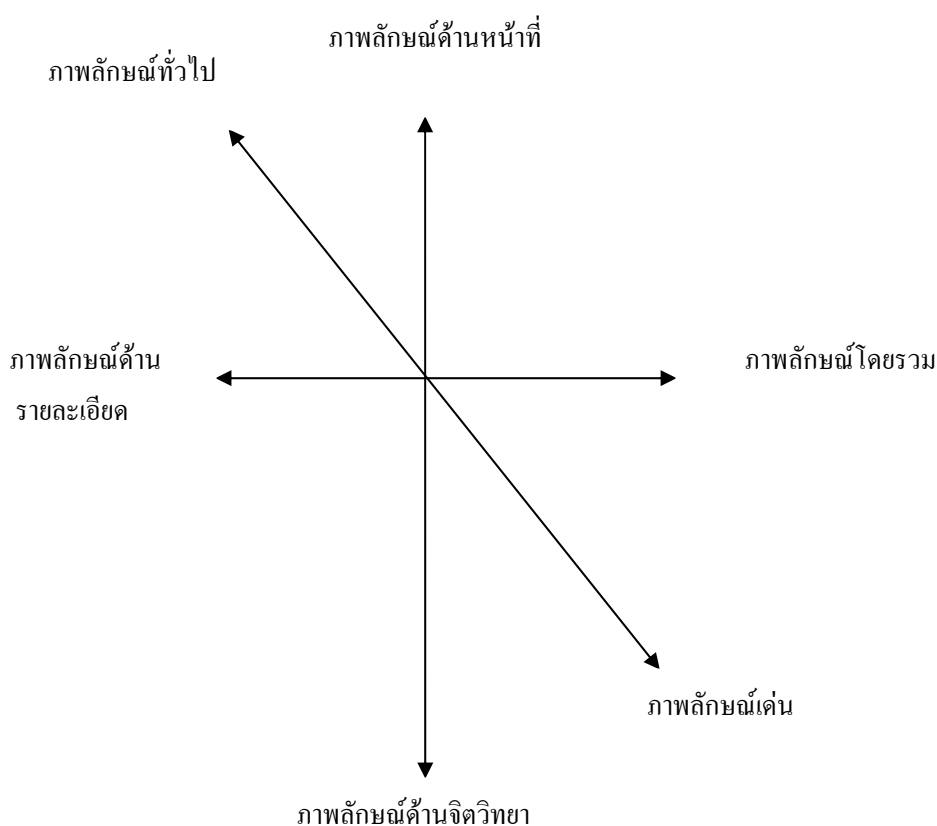 ภาพลักษณ์ด้านหน้าที่
ภาพลักษณ์ทั่วไป
ภาพลักษณ์ด้าน
รายละเอียด
ภาพลักษณ์โดยรวม
ภาพลักษณ์เด่น
ภาพลักษณ์ด้านจิตวิทยา